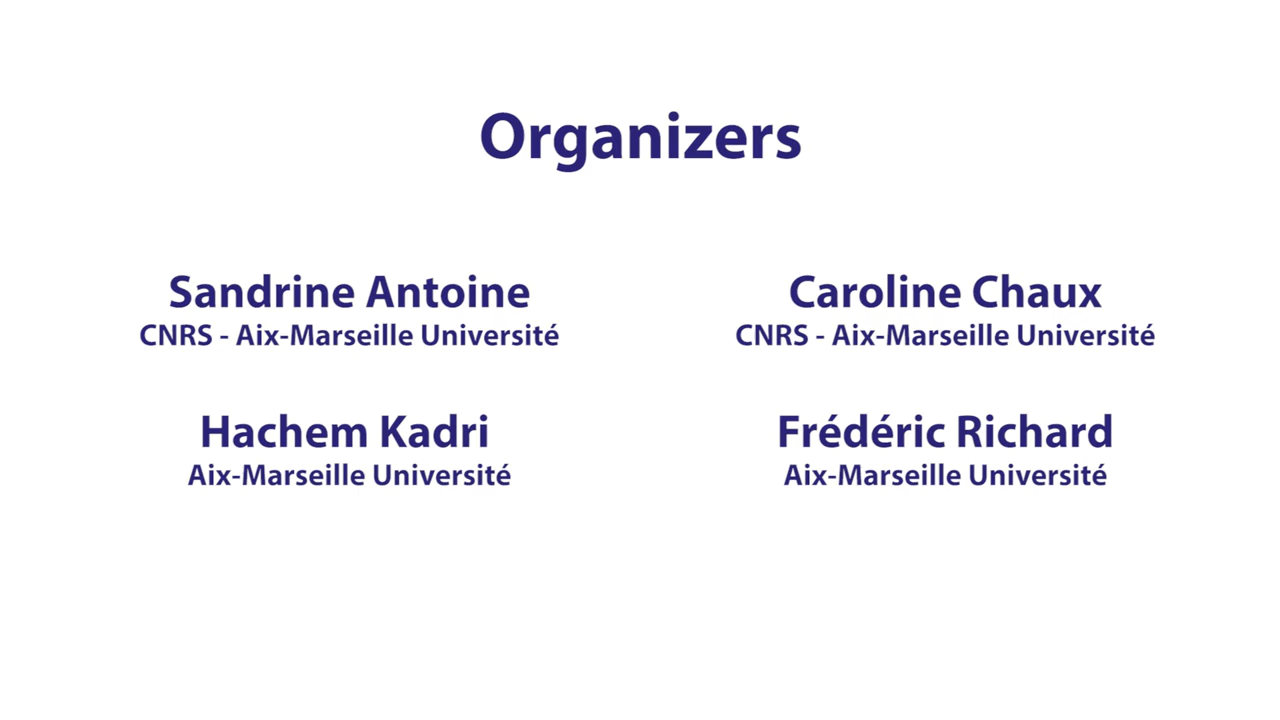 Organizers
Sandrine Antoine
CNRS - Aix-Marseille Université
Caroline Chaux
CNRS - Aix-Marseille Université
Hachem Kadri
Aix-Marseille Université
Frédéric Richard
Aix-Marseille Université